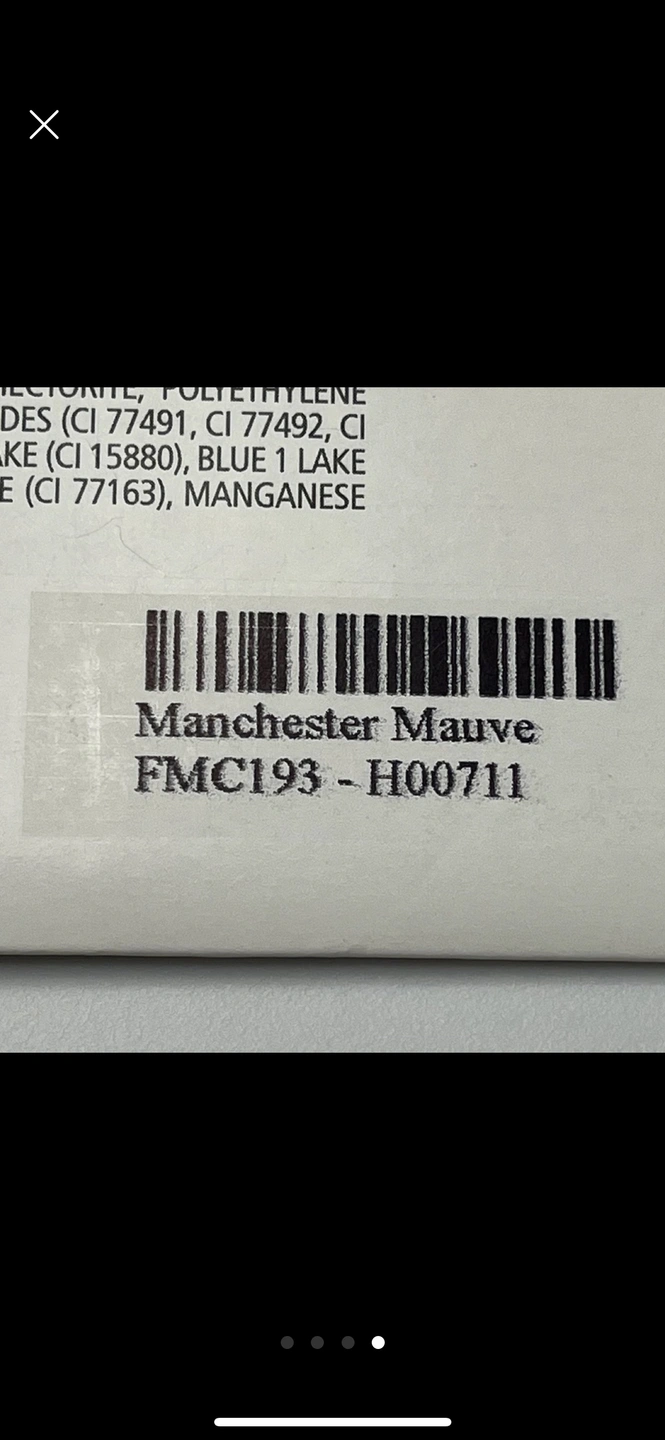 POLYETHYLENE
DES (CI 77491, CI 77492, CI
AKE (CI 15880), BLUE 1 LAKE
E (CI 77163), MANGANESE
Manchester Mauve
FMC193 - H00711